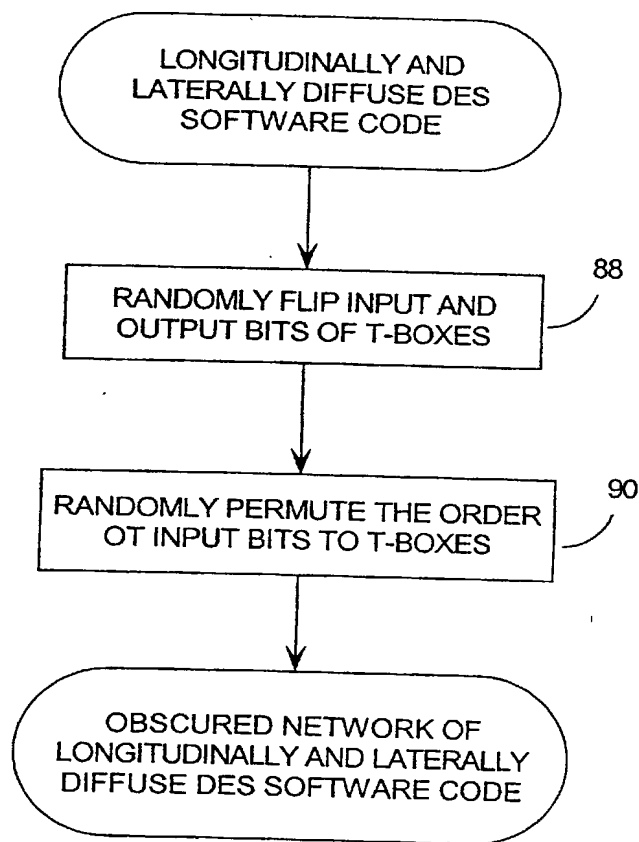 LONGITUDINALLY AND
LATERALLY DIFFUSE DES
SOFTWARE CODE
88
RANDOMLY FLIP INPUT AND
OUTPUT BITS OF T-BOXES
90
RANDOMLY PERMUTE THE ORDER
OT INPUT BITS TO T-BOXES
OBSCURED NETWORK OF
LONGITUDINALLY AND LATERALLY
DIFFUSE DES SOFTWARE CODE